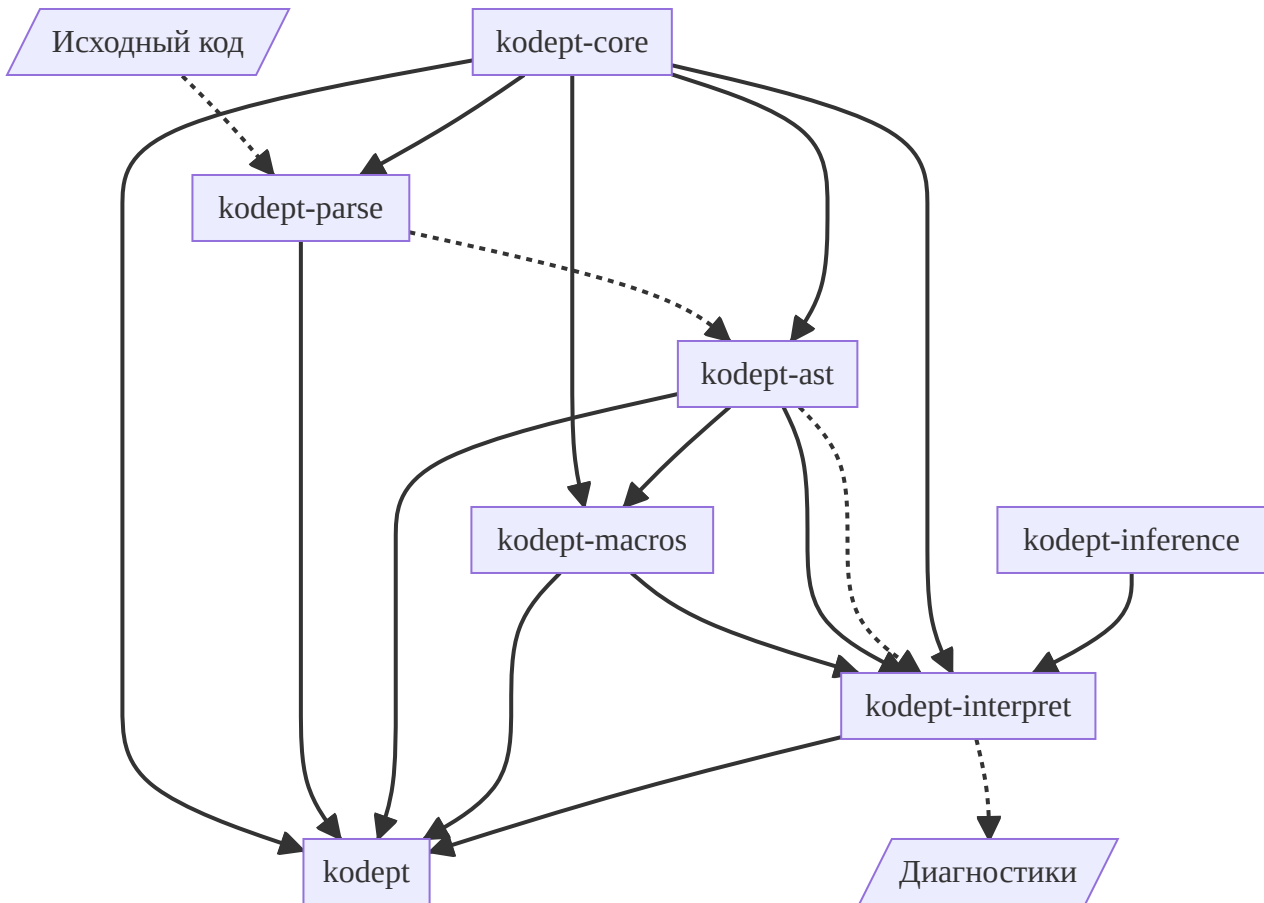 Исходный код
kodept-core
kodept-parse
kodept-ast
kodept-macros
kodept-inference
kodept-interpret
kodept
Диагностики